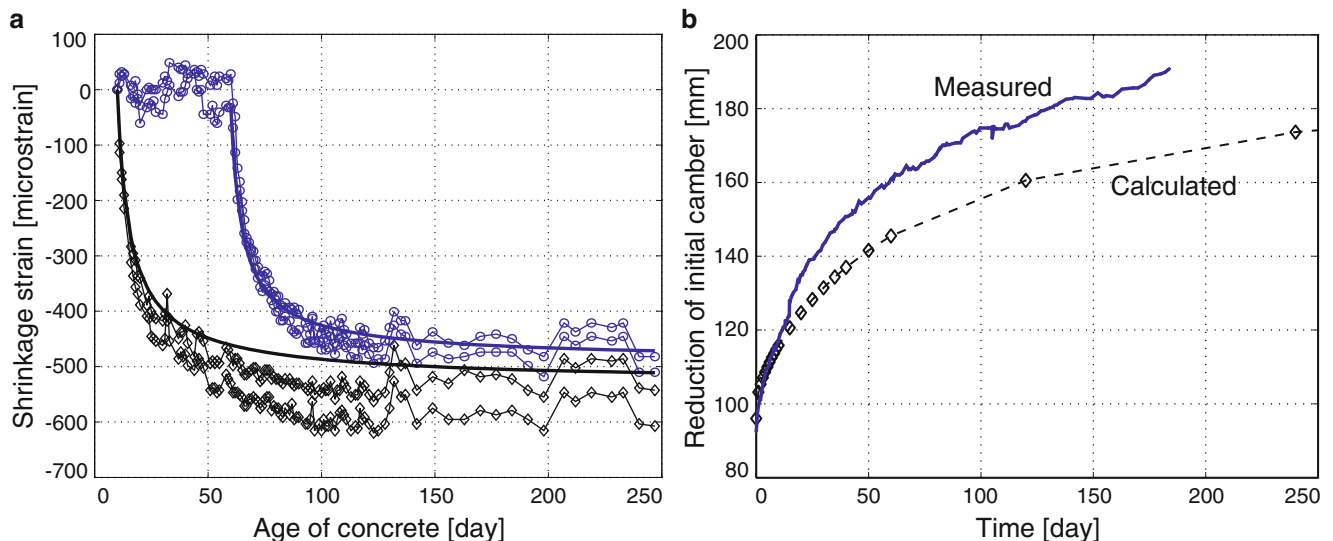 a
100
0
-100
-200
-300
-400
-500
-600
-700
0 50 100 150 200 250
Age of concrete [day]
Shrinkage strain [microstrain]
b
200
180
160
140
120
100
80
0 50 100 150 200 250
Time [day]
Reduction of initial camber [mm]
Measured
Calculated